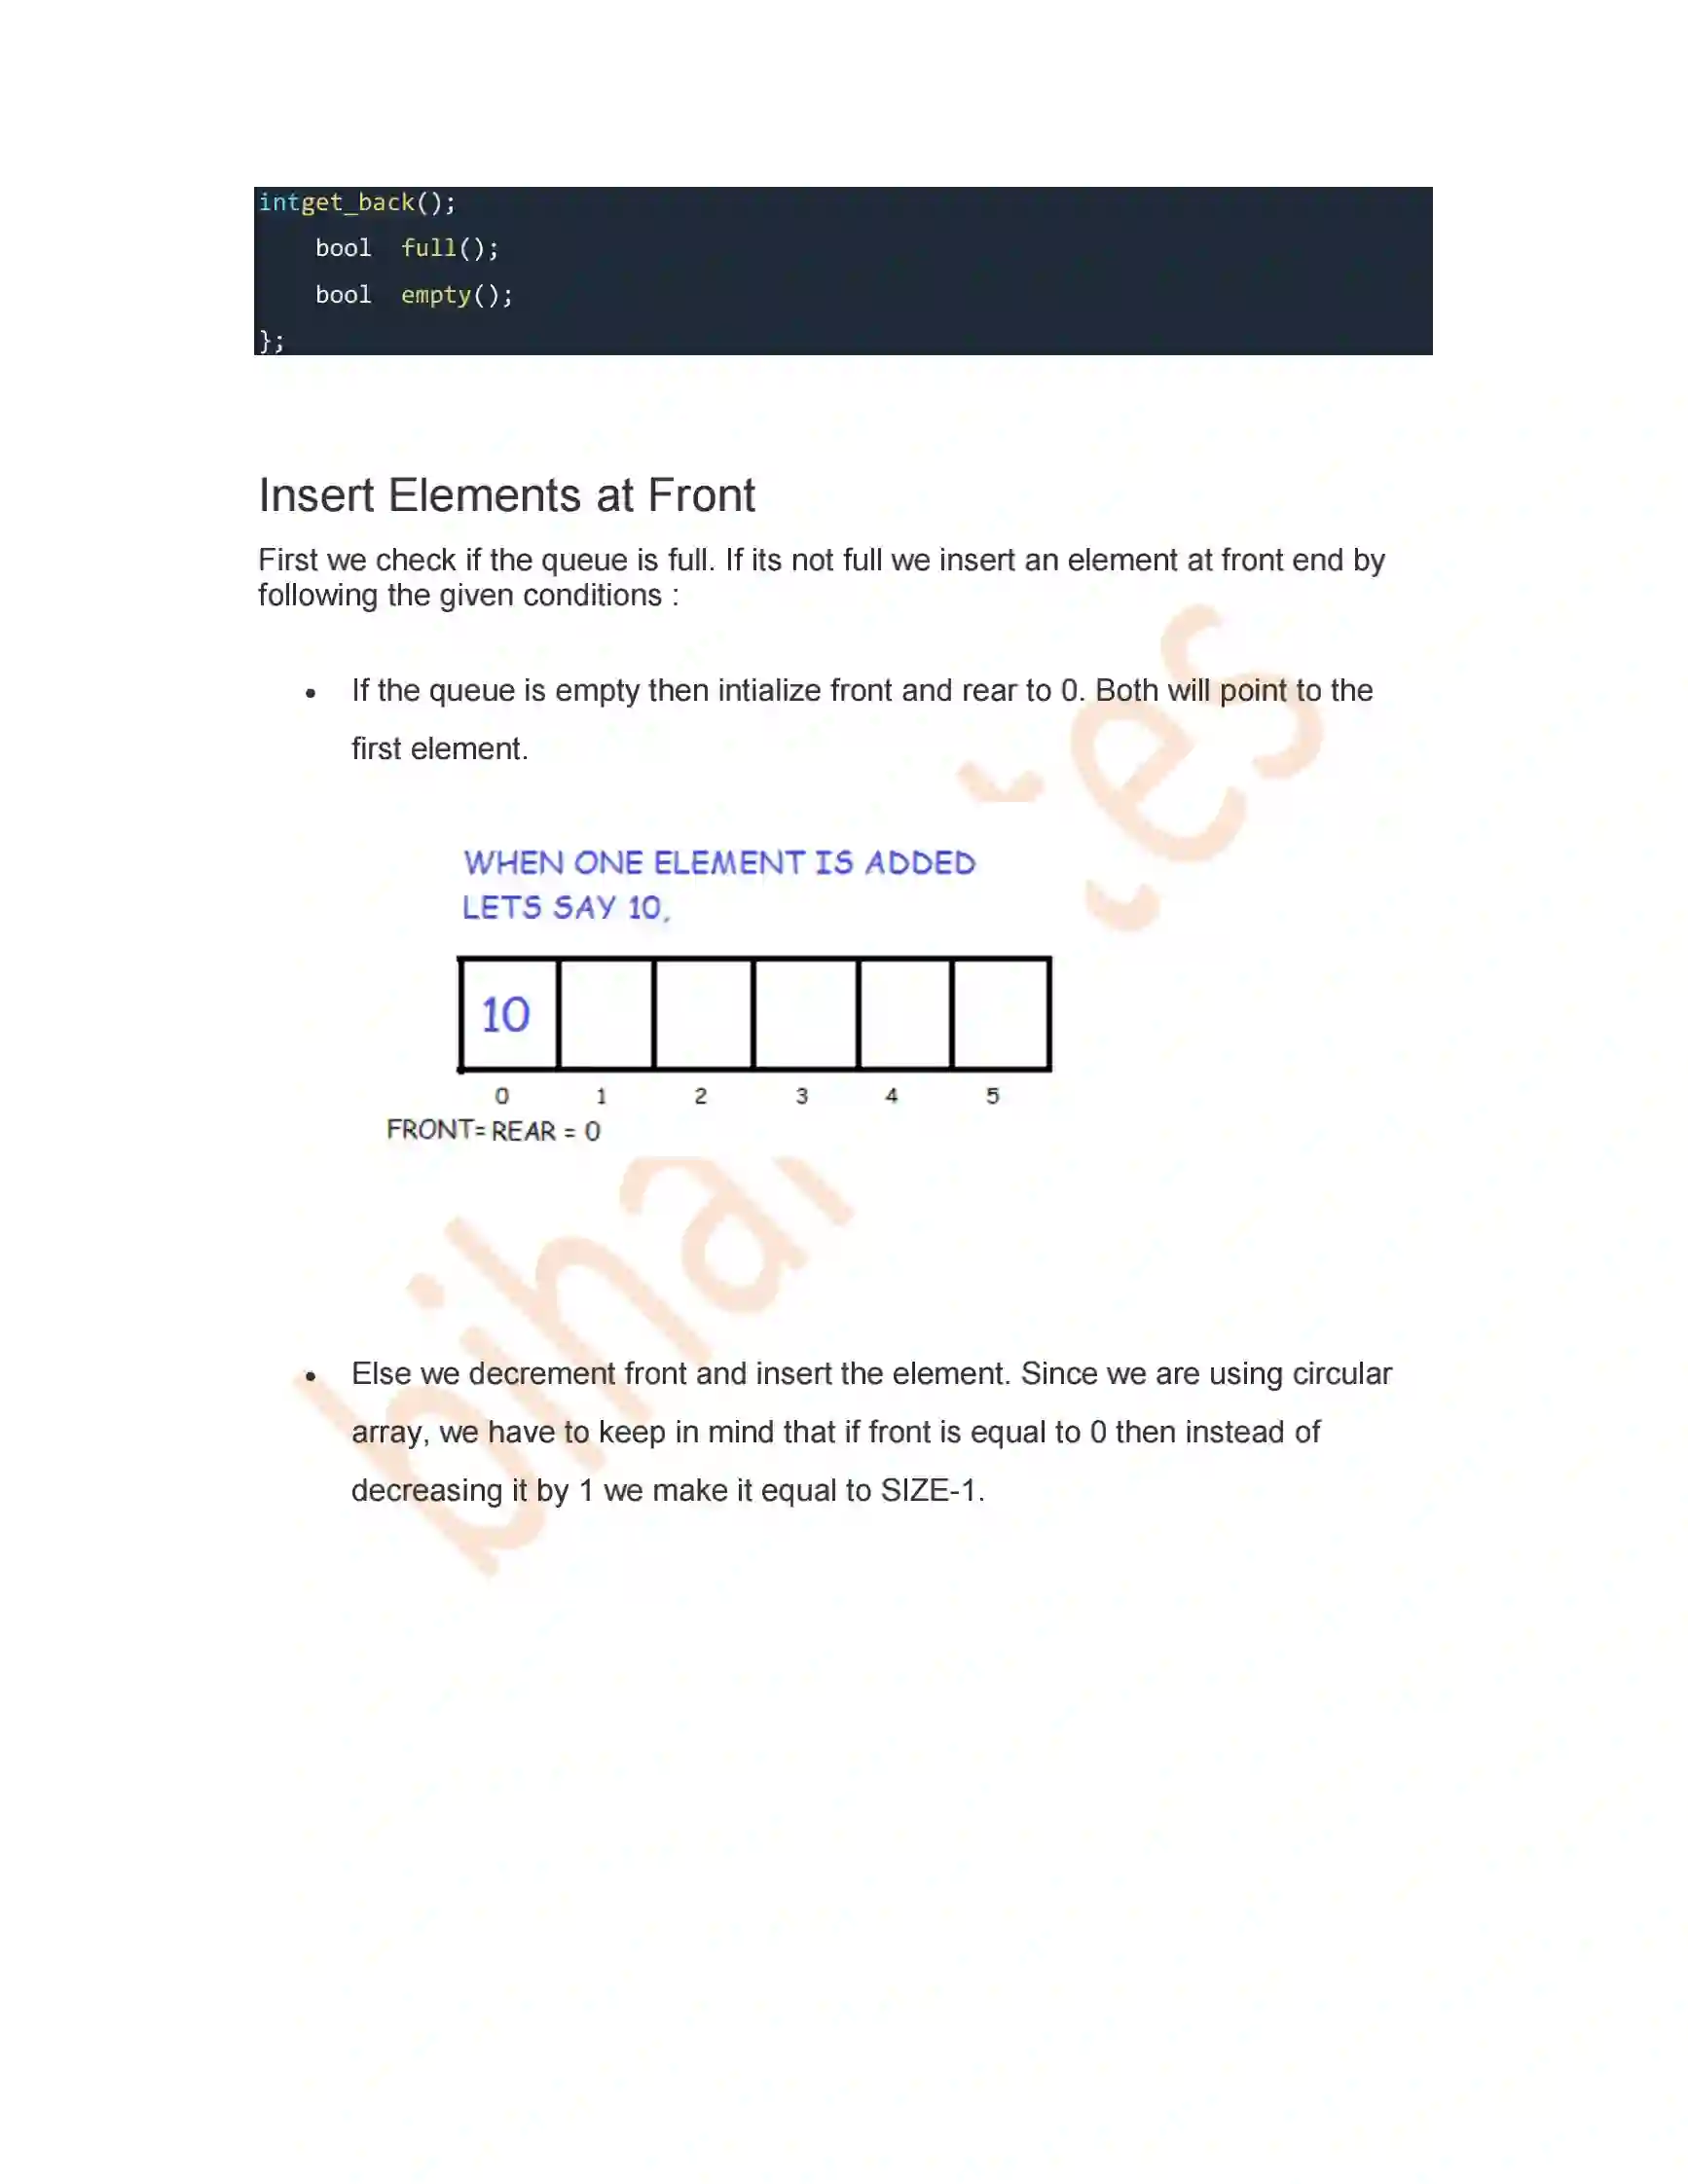 intget_back();
bool full();
bool empty();
};
Insert Elements at Front
First we check if the queue is full. If its not full we insert an element at front end by
following the given conditions :
• If the queue is empty then intialize front and rear to 0. Both will point to the
first element.
WHEN ONE ELEMENT IS ADDED
LETS SAY 10,
10
0 1 2 3 4 5
FRONT= REAR = 0
• Else we decrement front and insert the element. Since we are using circular
array, we have to keep in mind that if front is equal to 0 then instead of
decreasing it by 1 we make it equal to SIZE-1.